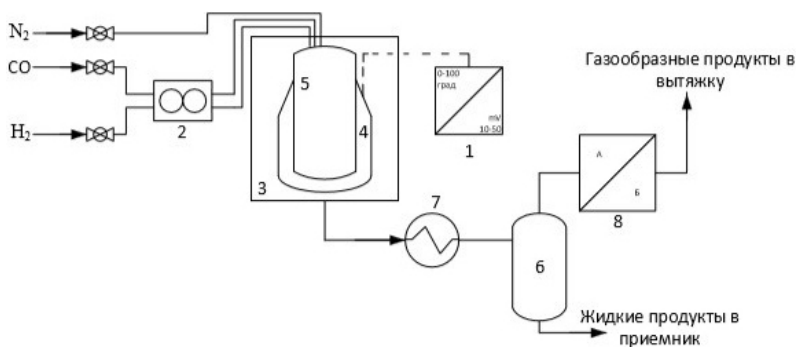 N₂
CO
H₂
2
5
4
3
0-100
град
mV
10-50
1
7
6
А
Б
8
Газообразные продукты в
вытяжку
Жидкие продукты в
приемник